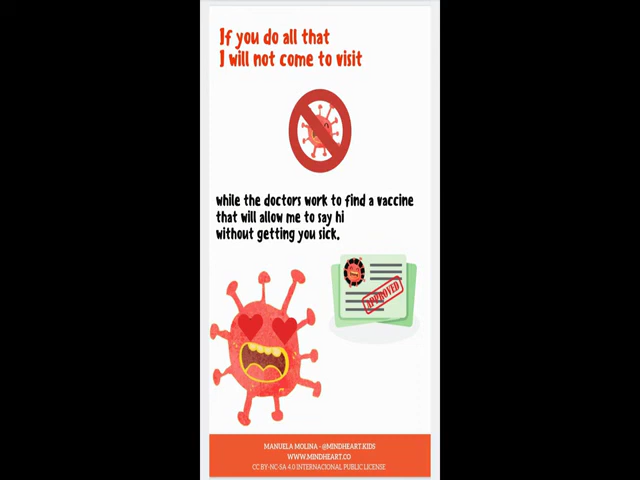 If you do all that
I will not come to visit
while the doctors work to find a vaccine
that will allow me to say hi
without getting you sick.
APPROVED
MANUELA MOLINA - @MINDHEART.KIDS
WWW.MINDHEART.CO
CC BY-NC-SA 4.0 INTERNACIONAL PUBLIC LICENSE